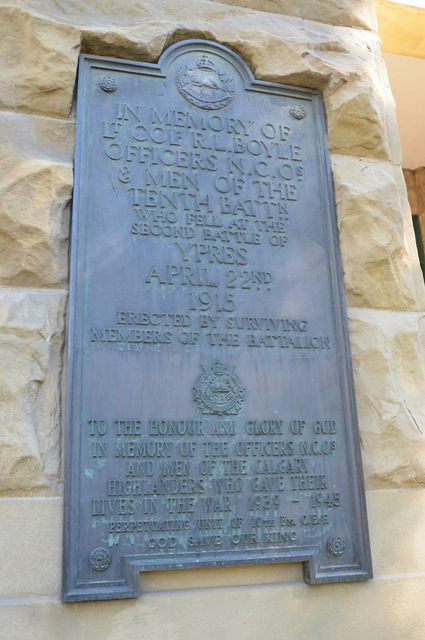 IN MEMORY OF
LT COL R.L. BOYLE
OFFICERS N.C.Os
& MEN OF THE
TENTH BATTN
WHO FELL AT THE
SECOND BATTLE OF
YPRES
APRIL 22ND
1915
ERECTED BY SURVIVING
MEMBERS OF THE BATTALION
TO THE HONOUR AND GLORY OF GOD
IN MEMORY OF THE OFFICERS N.C.Os
AND MEN OF THE CALGARY
HIGHLANDERS WHO GAVE THEIR
LIVES IN THE WAR 1939 - 1945
PERPETUATING UNIT OF 10TH BN. C.E.F.
GOD SAVE OUR KING